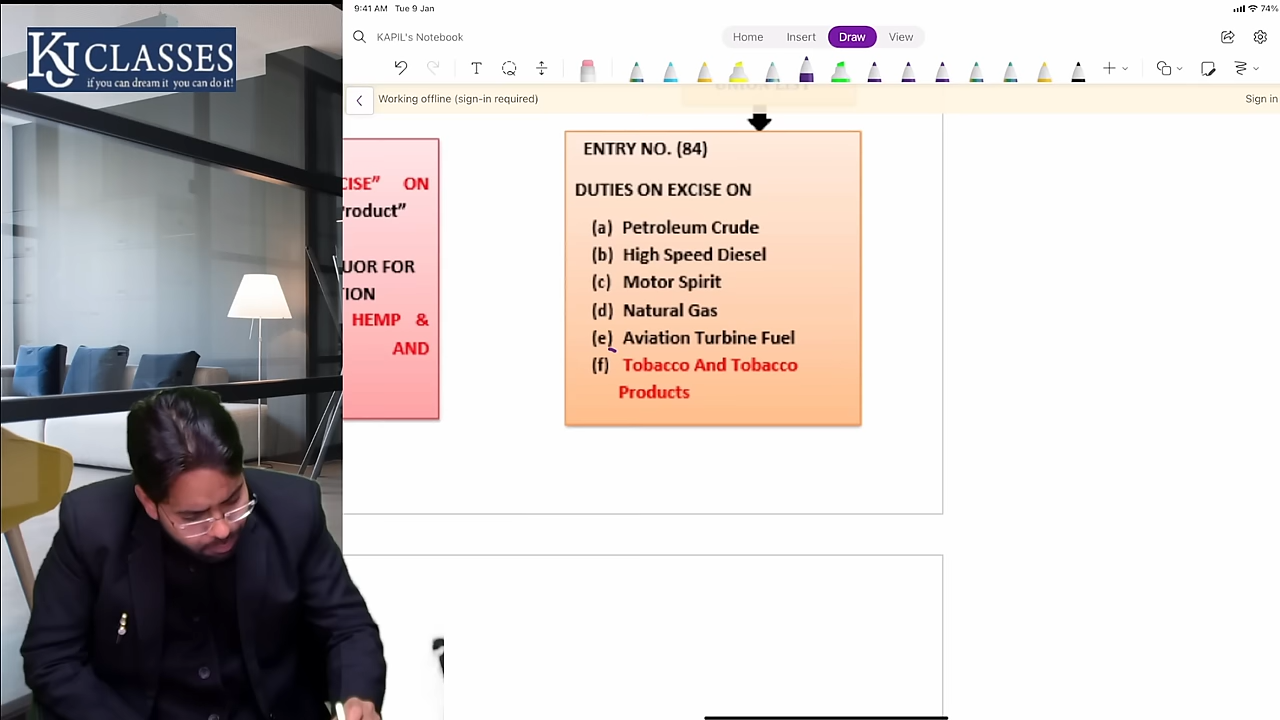 KJ CLASSES
if you can dream it you can do it!
9:41 AM Tue 9 Jan
74%
KAPIL's Notebook
Home Insert Draw View
Working offline (sign-in required)
Sign in
UNION LIST
CISE” ON
Product”
UOR FOR
TION
HEMP &
AND
ENTRY NO. (84)
DUTIES ON EXCISE ON
(a) Petroleum Crude
(b) High Speed Diesel
(c) Motor Spirit
(d) Natural Gas
(e) Aviation Turbine Fuel
(f) Tobacco And Tobacco
Products